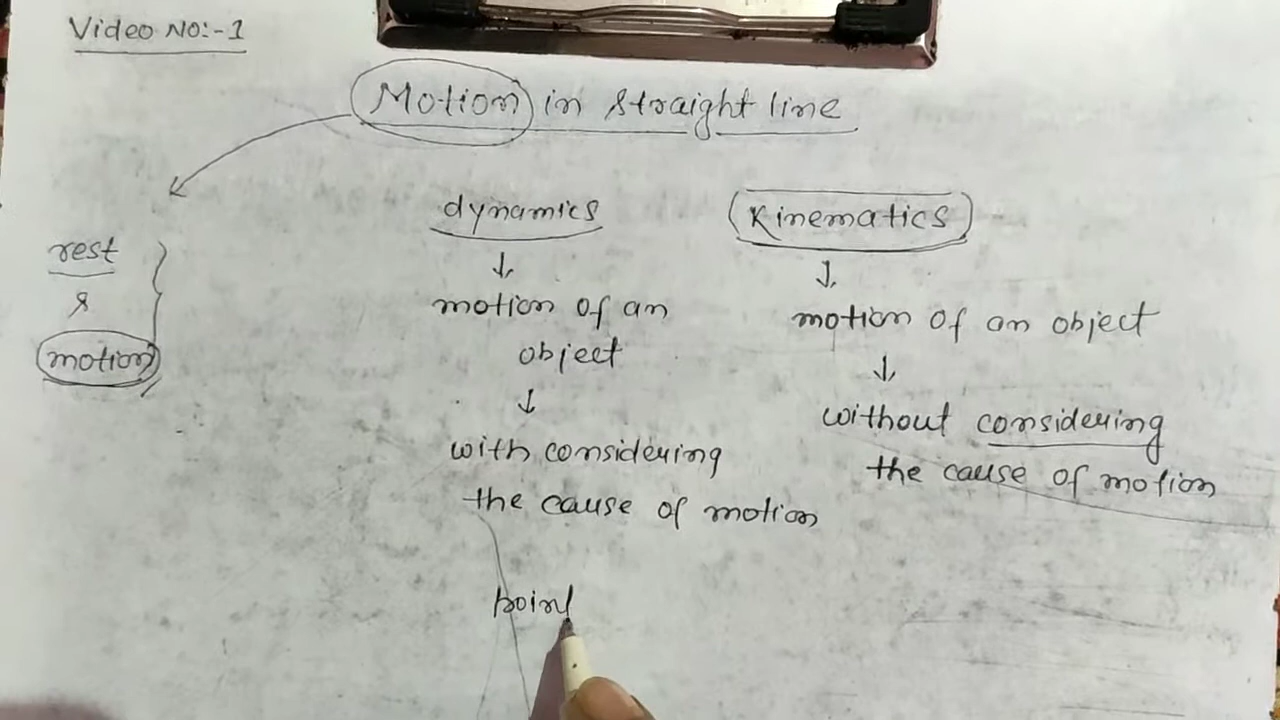 Video No:-1
Motion in straight line
rest
&
motion
dynamics
motion of an
object
with considering
the cause of motion
Kinematics
motion of an object
without considering
the cause of motion
point